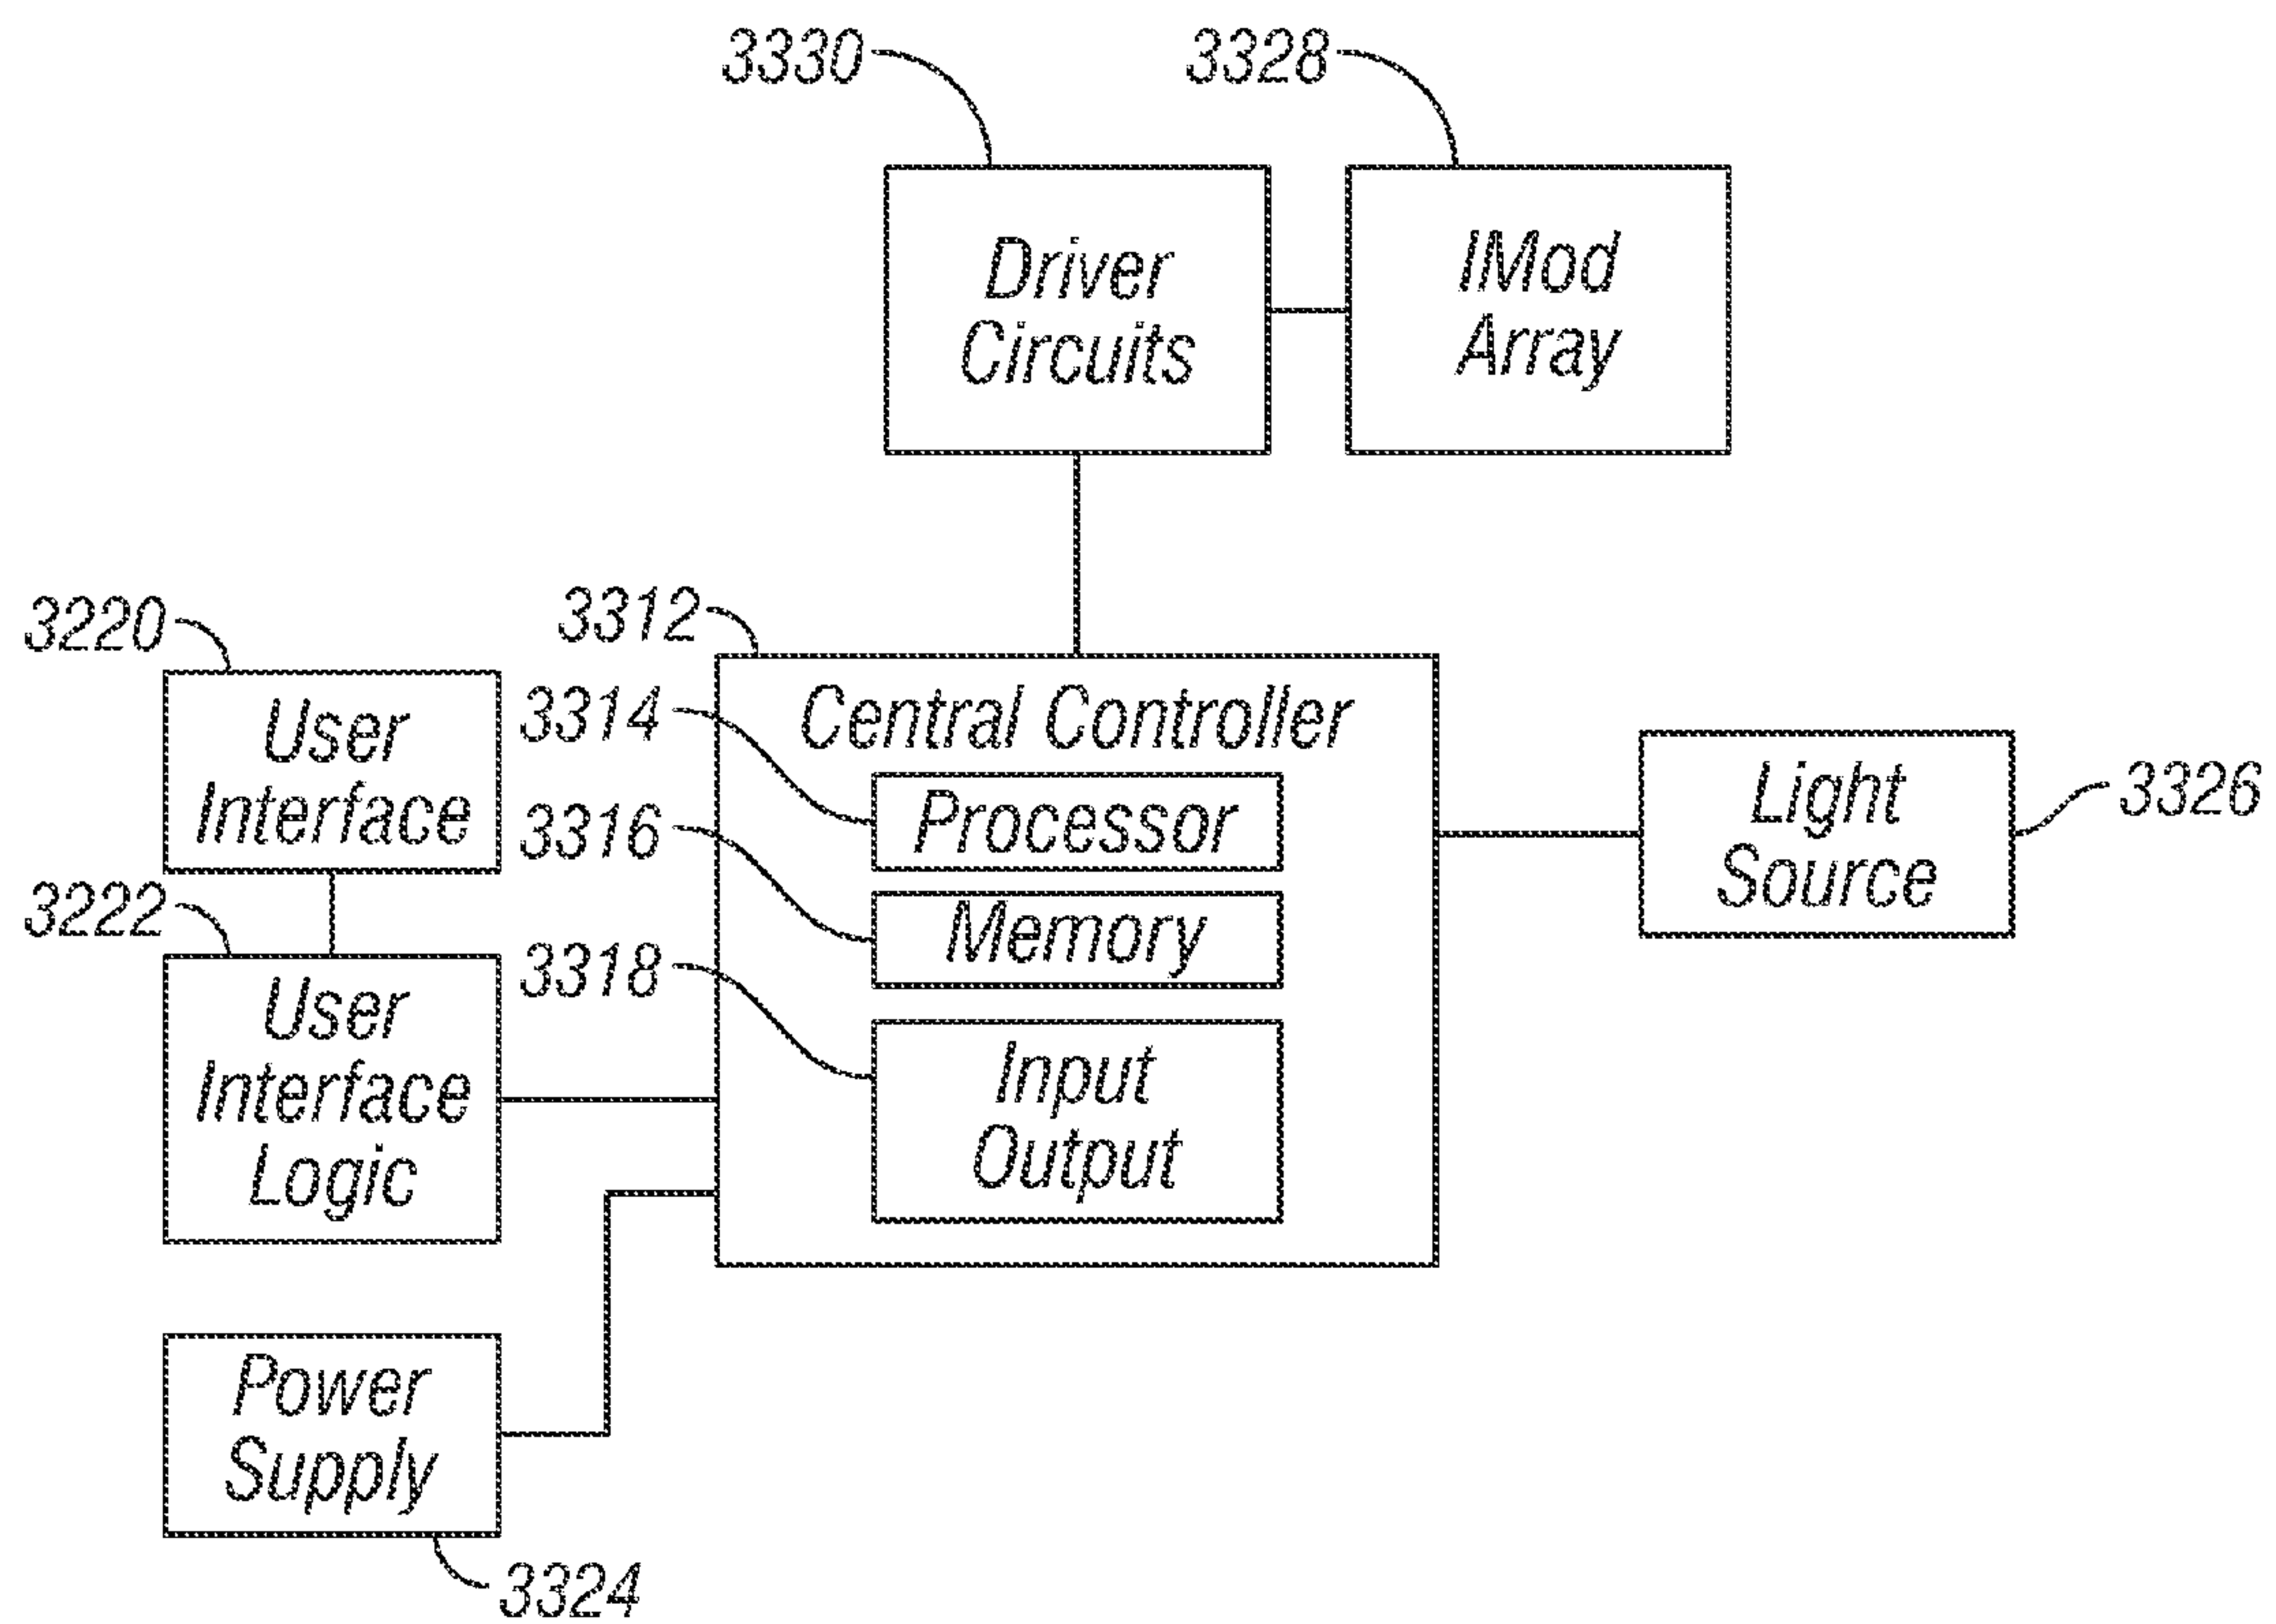 3330
3328
Driver
Circuits
IMod
Array
3220
3312
User
Interface
3314
Central Controller
Processor
3316
Memory
3318
Input
Output
Light
Source
3326
3222
User
Interface
Logic
Power
Supply
3324